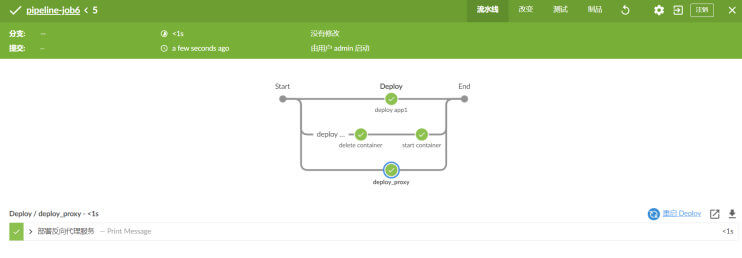 pipeline-job6 < 5
流水线 改变 测试 制品 注销
分支: — <1s 没有修改
提交: — a few seconds ago 由用户 admin 启动
Start Deploy End
deploy app1
deploy ...
delete container start container
deploy_proxy
Deploy / deploy_proxy - <1s 重启 Deploy
部署反向代理服务 — Print Message <1s